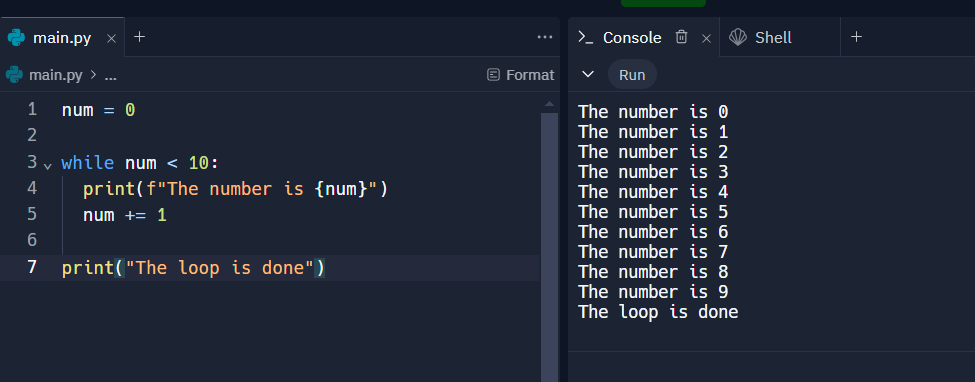 main.py × +
...
main.py > ...
Format
1 num = 0
2
3 while num < 10:
4   print(f"The number is {num}")
5   num += 1
6
7 print("The loop is done")
>_ Console × Shell +
Run
The number is 0
The number is 1
The number is 2
The number is 3
The number is 4
The number is 5
The number is 6
The number is 7
The number is 8
The number is 9
The loop is done